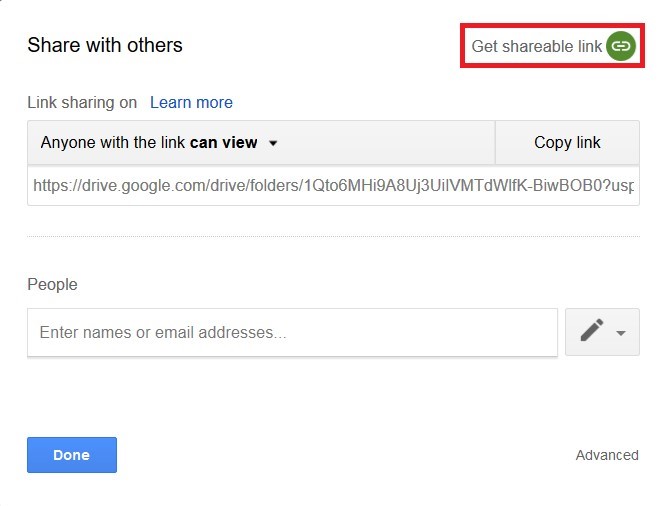 Share with others
Get shareable link
Link sharing on Learn more
Anyone with the link can view
Copy link
https://drive.google.com/drive/folders/1Qto6MHi9A8Uj3UilVMTdWlfK-BiwBOB0?usp
People
Enter names or email addresses...
Done
Advanced